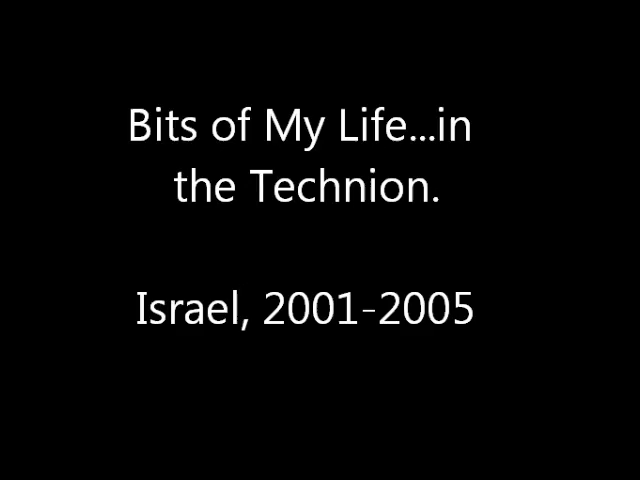 Bits of My Life...in
the Technion.
Israel, 2001-2005